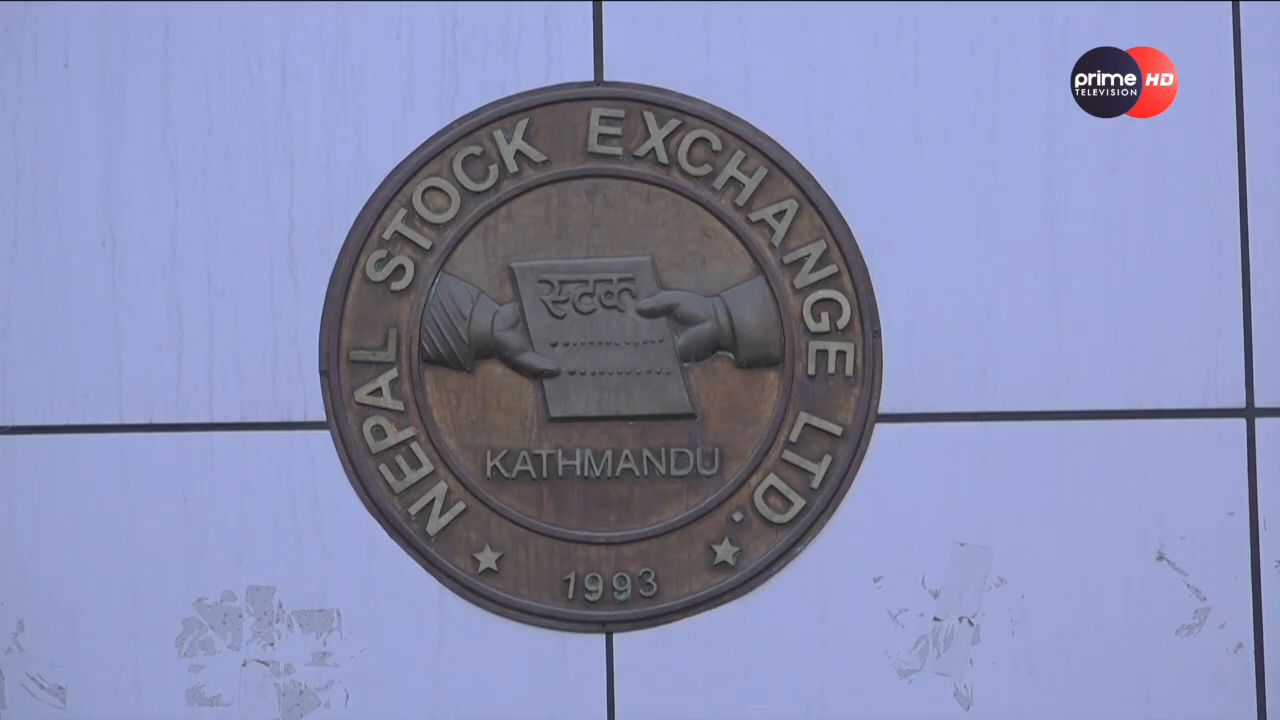 prime HD
TELEVISION
NEPAL STOCK EXCHANGE LTD.
स्टक
KATHMANDU
1993